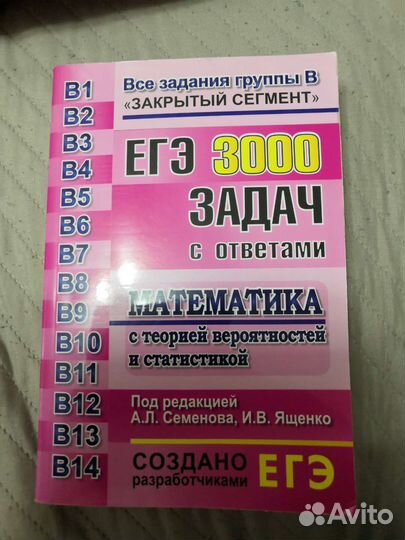 B1
B2
B3
B4
B5
B6
B7
B8
B9
B10
B11
B12
B13
B14
Все задания группы В
«ЗАКРЫТЫЙ СЕГМЕНТ»
ЕГЭ 3000
ЗАДАЧ
с ответами
МАТЕМАТИКА
с теорией вероятностей
и статистикой
Под редакцией
А.Л. Семенова, И.В. Ященко
СОЗДАНО
разработчиками ЕГЭ
Avito